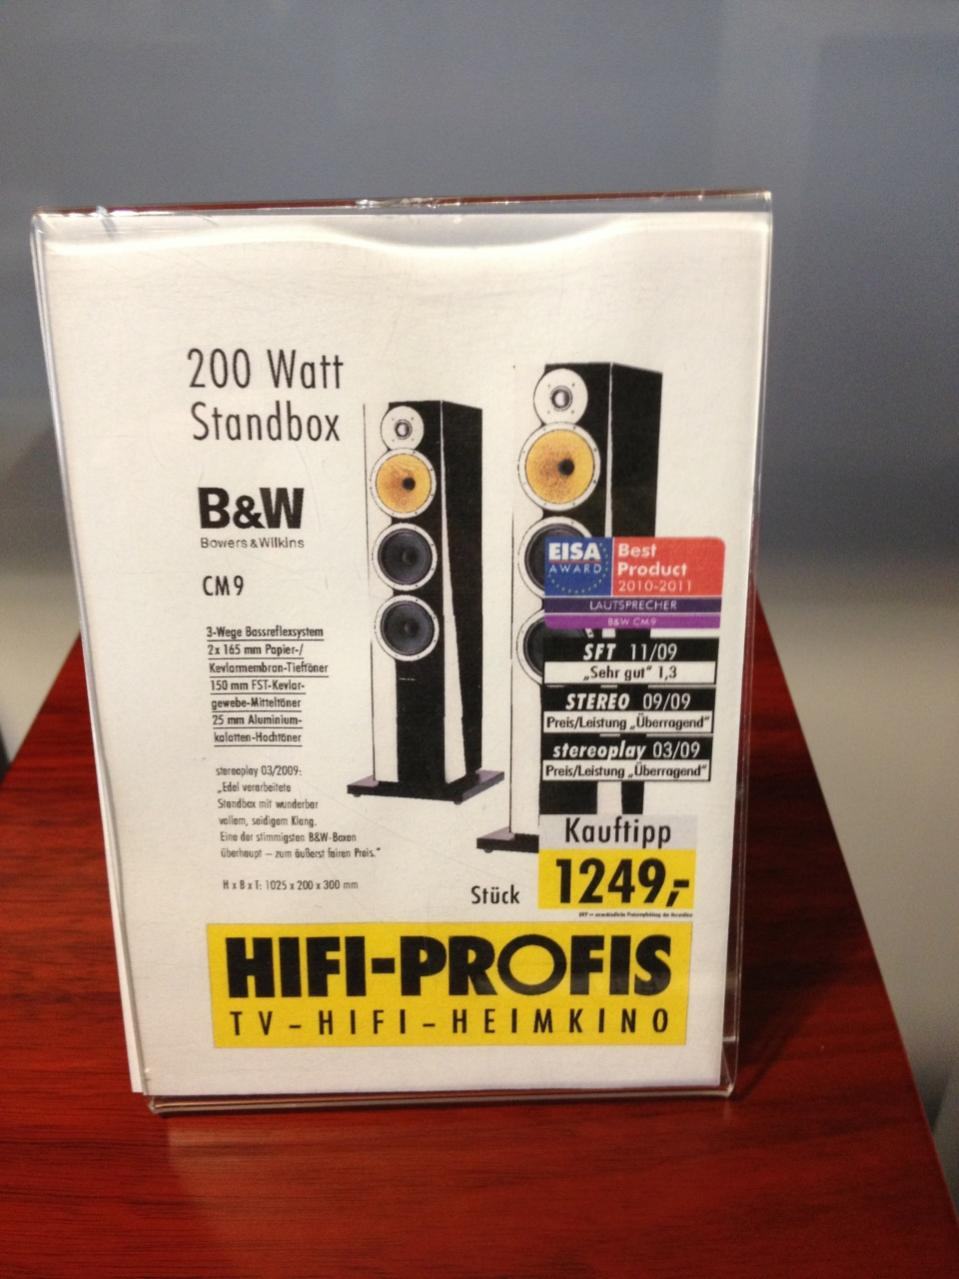 200 Watt
Standbox
B&W
Bowers & Wilkins
CM9
3-Wege Bassreflexsystem
2 x 165 mm Papier-/
Kevlarmembran-Tieftöner
150 mm FST-Kevlar-
gewebe-Mitteltöner
25 mm Aluminium-
kalotten-Hochtöner
stereoplay 03/2009:
„Edel verarbeitete
Standbox mit wunderbar
vollem, seidigem Klang.
Eine der stimmigsten B&W-Boxen
überhaupt – zum äußerst fairen Preis."
H x B x T: 1025 x 200 x 300 mm
EISA
AWARD
Best
Product
2010-2011
LAUTSPRECHER
B&W CM9
SFT 11/09
„Sehr gut" 1,3
STEREO 09/09
Preis/Leistung „Überragend"
stereoplay 03/09
Preis/Leistung „Überragend"
Kauftipp
Stück 1249,-
HIFI-PROFIS
TV-HIFI-HEIMKINO